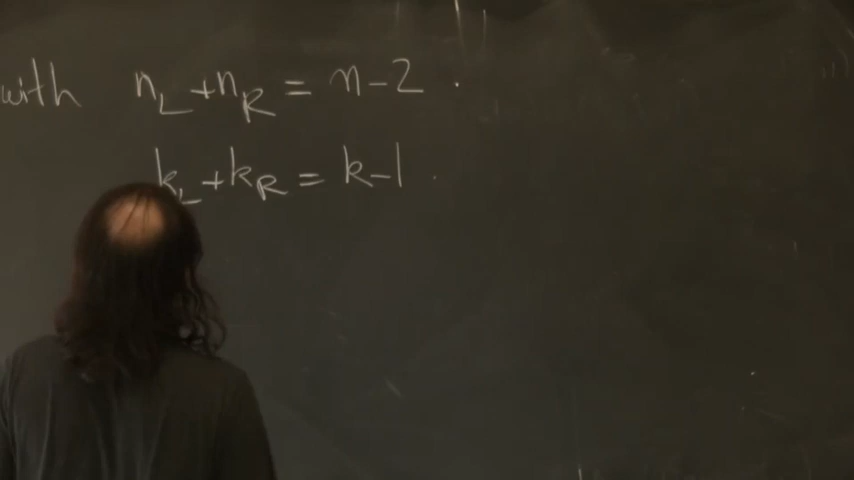 with n_L + n_R = n - 2 .
k_L + k_R = k - 1 .